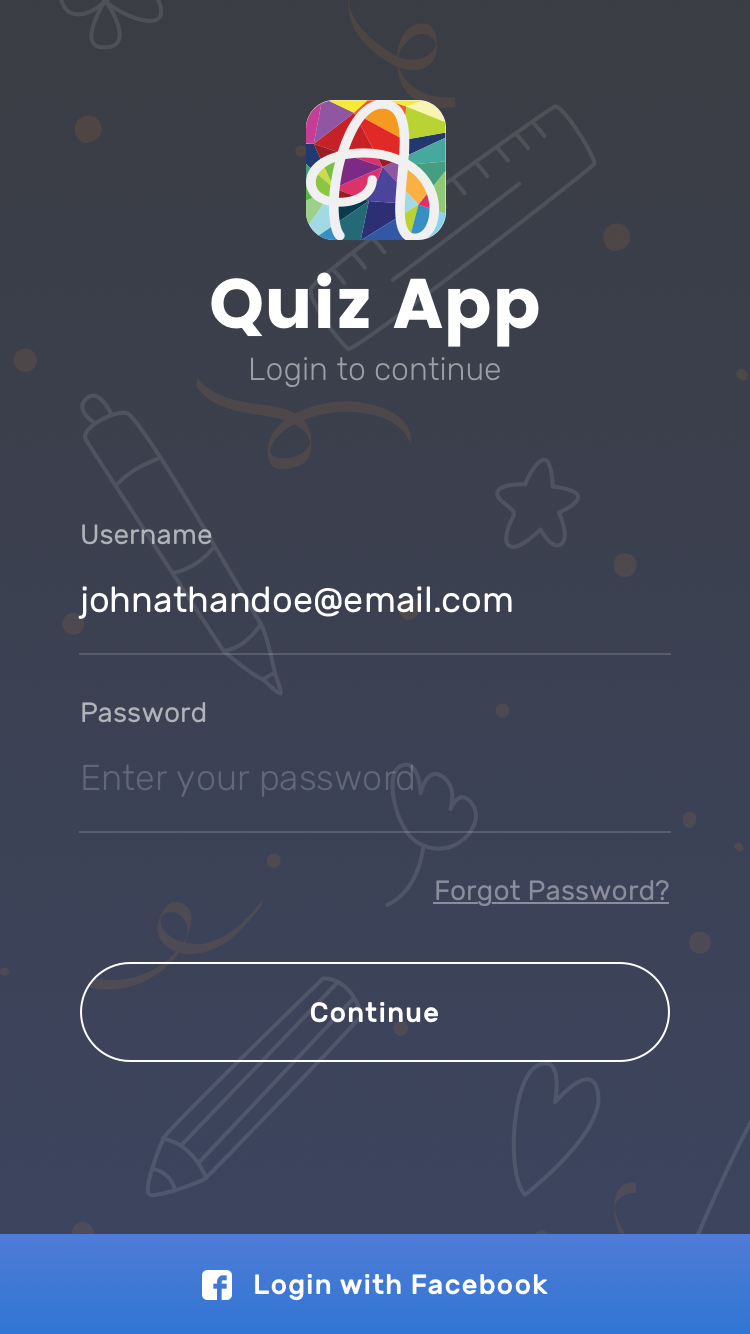 Quiz App
Login to continue
Username
johnathandoe@email.com
Password
Enter your password
Forgot Password?
Continue
Login with Facebook